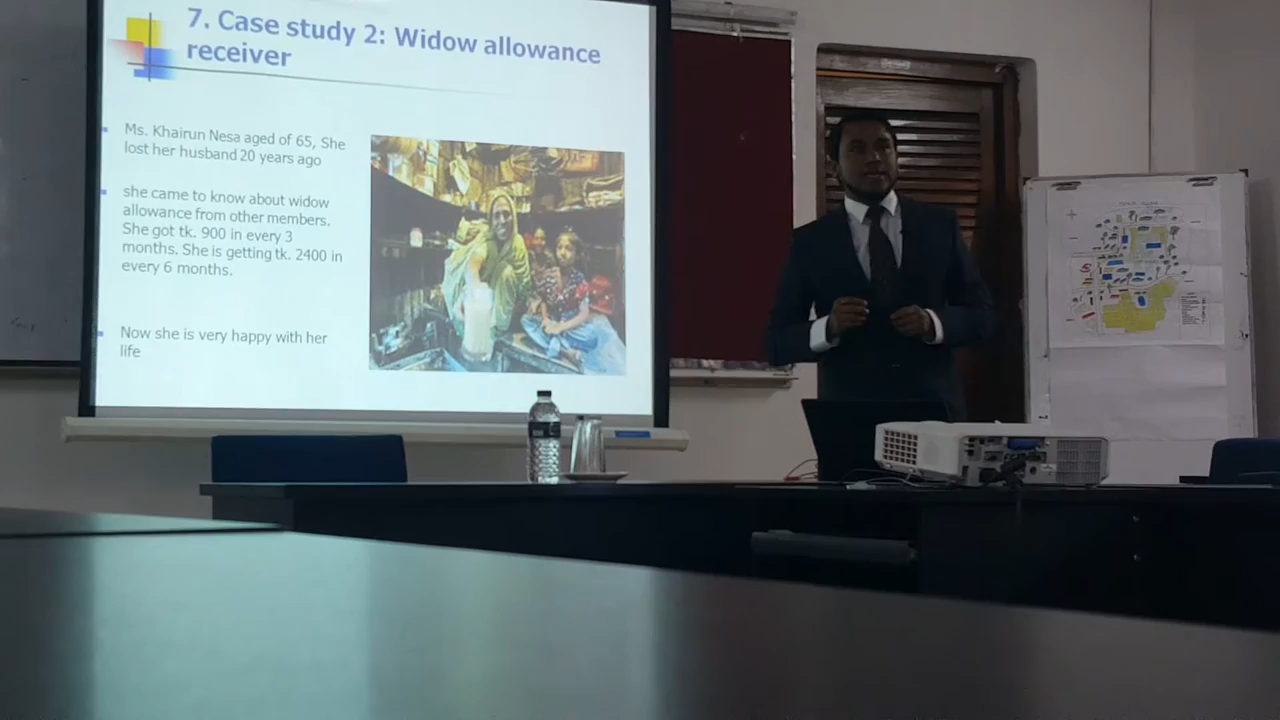 7. Case study 2: Widow allowance
receiver
Ms. Khairun Nesa aged of 65, She
lost her husband 20 years ago
she came to know about widow
allowance from other members.
She got tk. 900 in every 3
months. She is getting tk. 2400 in
every 6 months.
Now she is very happy with her
life